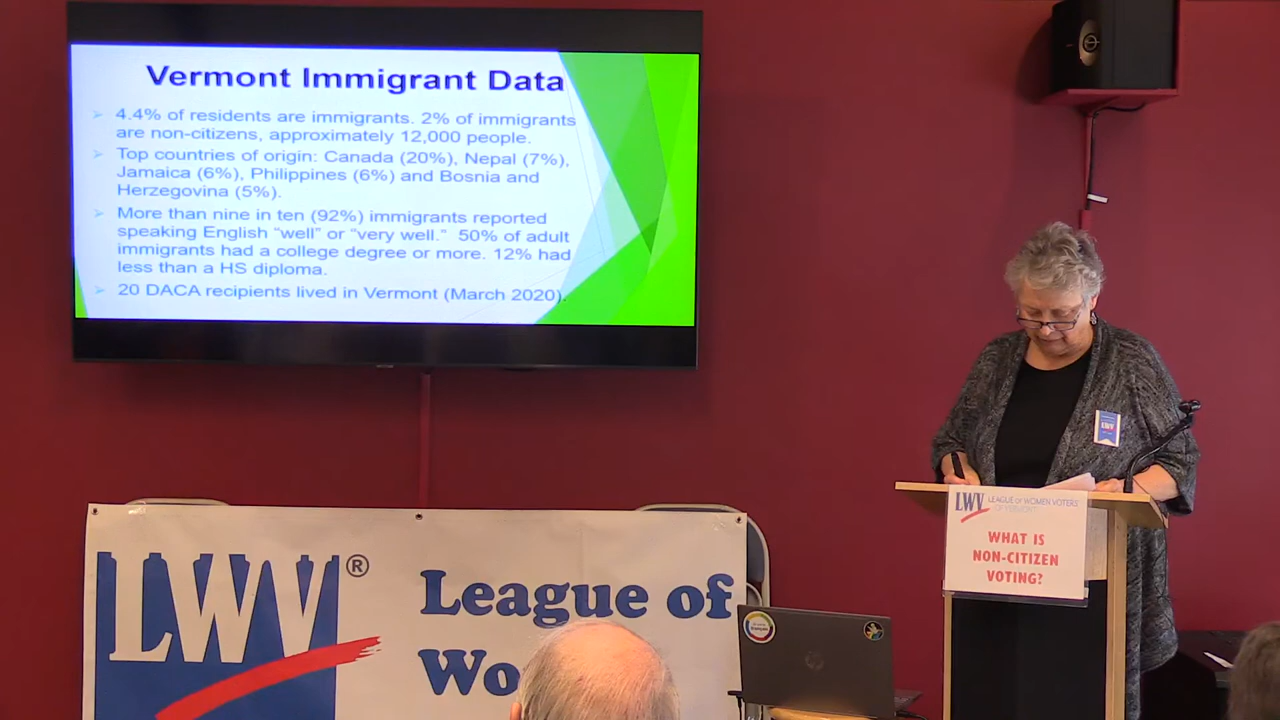 Vermont Immigrant Data
4.4% of residents are immigrants. 2% of immigrants
are non-citizens, approximately 12,000 people.
Top countries of origin: Canada (20%), Nepal (7%),
Jamaica (6%), Philippines (6%) and Bosnia and
Herzegovina (5%).
More than nine in ten (92%) immigrants reported
speaking English “well” or “very well.” 50% of adult
immigrants had a college degree or more. 12% had
less than a HS diploma.
20 DACA recipients lived in Vermont (March 2020).
LWV
LWV LEAGUE OF WOMEN VOTERS
OF VERMONT
WHAT IS
NON-CITIZEN
VOTING?
LWV®
League of
Wo
hp